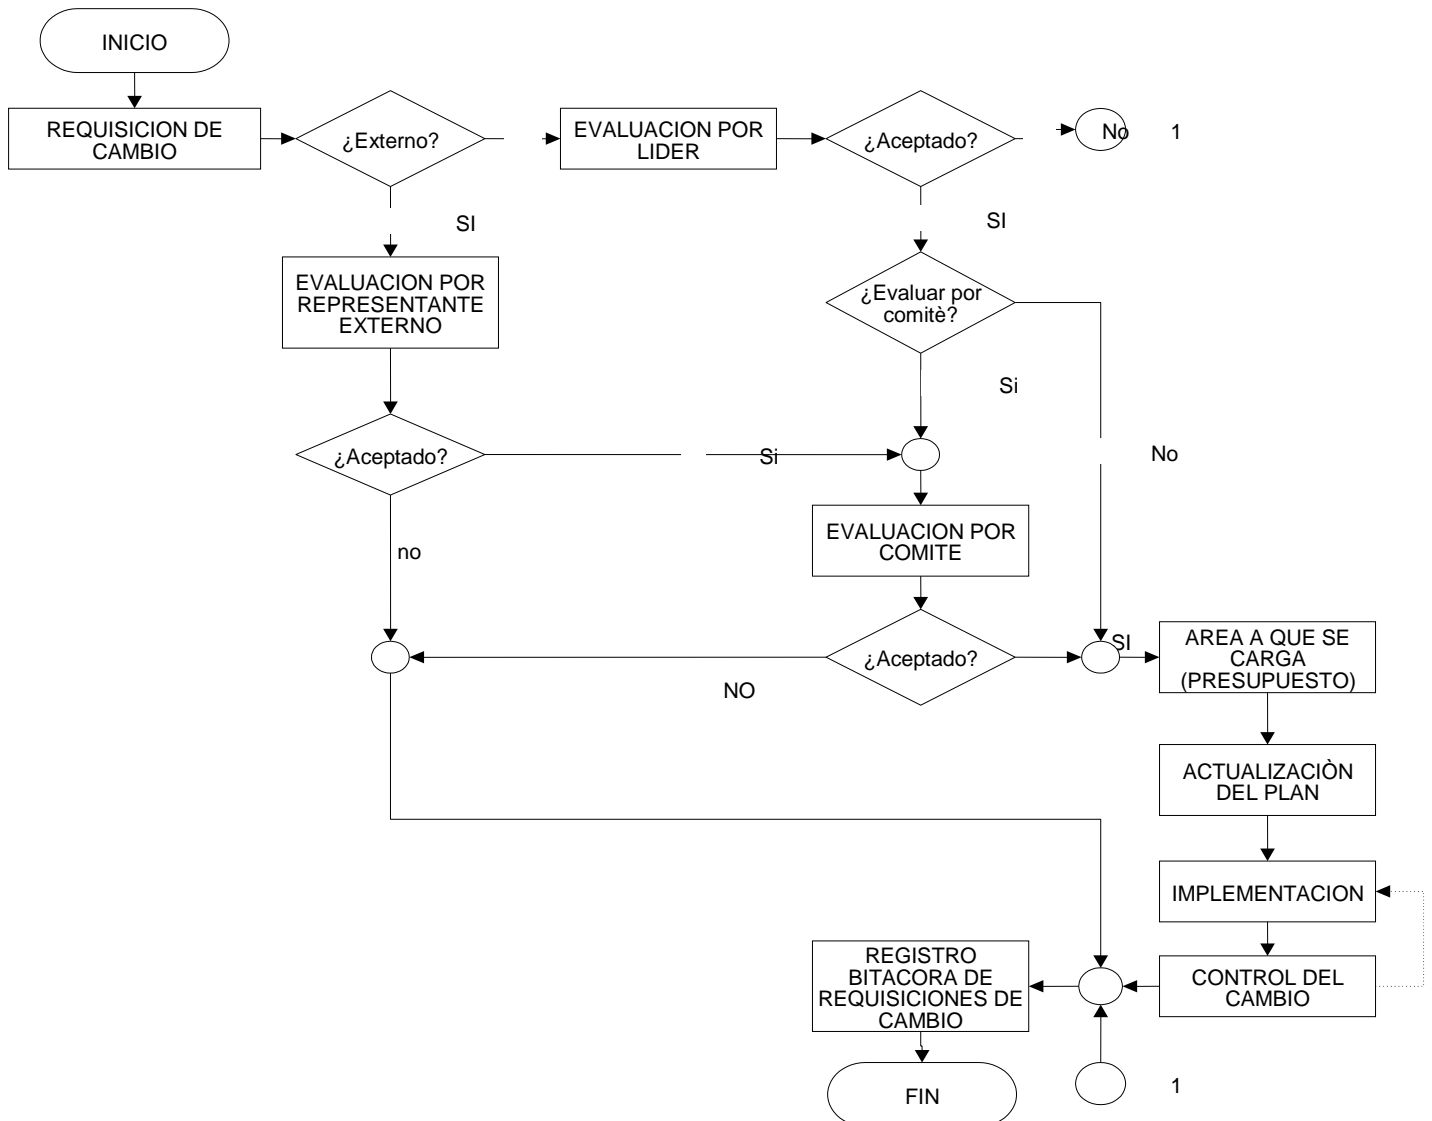 INICIO
REQUISICION DE
CAMBIO
¿Externo?
EVALUACION POR
LIDER
¿Aceptado?
No
1
SI
SI
EVALUACION POR
REPRESENTANTE
EXTERNO
¿Evaluar por
comitè?
Si
¿Aceptado?
Si
No
EVALUACION POR
COMITE
no
¿Aceptado?
SI
NO
AREA A QUE SE
CARGA
(PRESUPUESTO)
ACTUALIZACIÒN
DEL PLAN
IMPLEMENTACION
REGISTRO
BITACORA DE
REQUISICIONES DE
CAMBIO
CONTROL DEL
CAMBIO
FIN
1